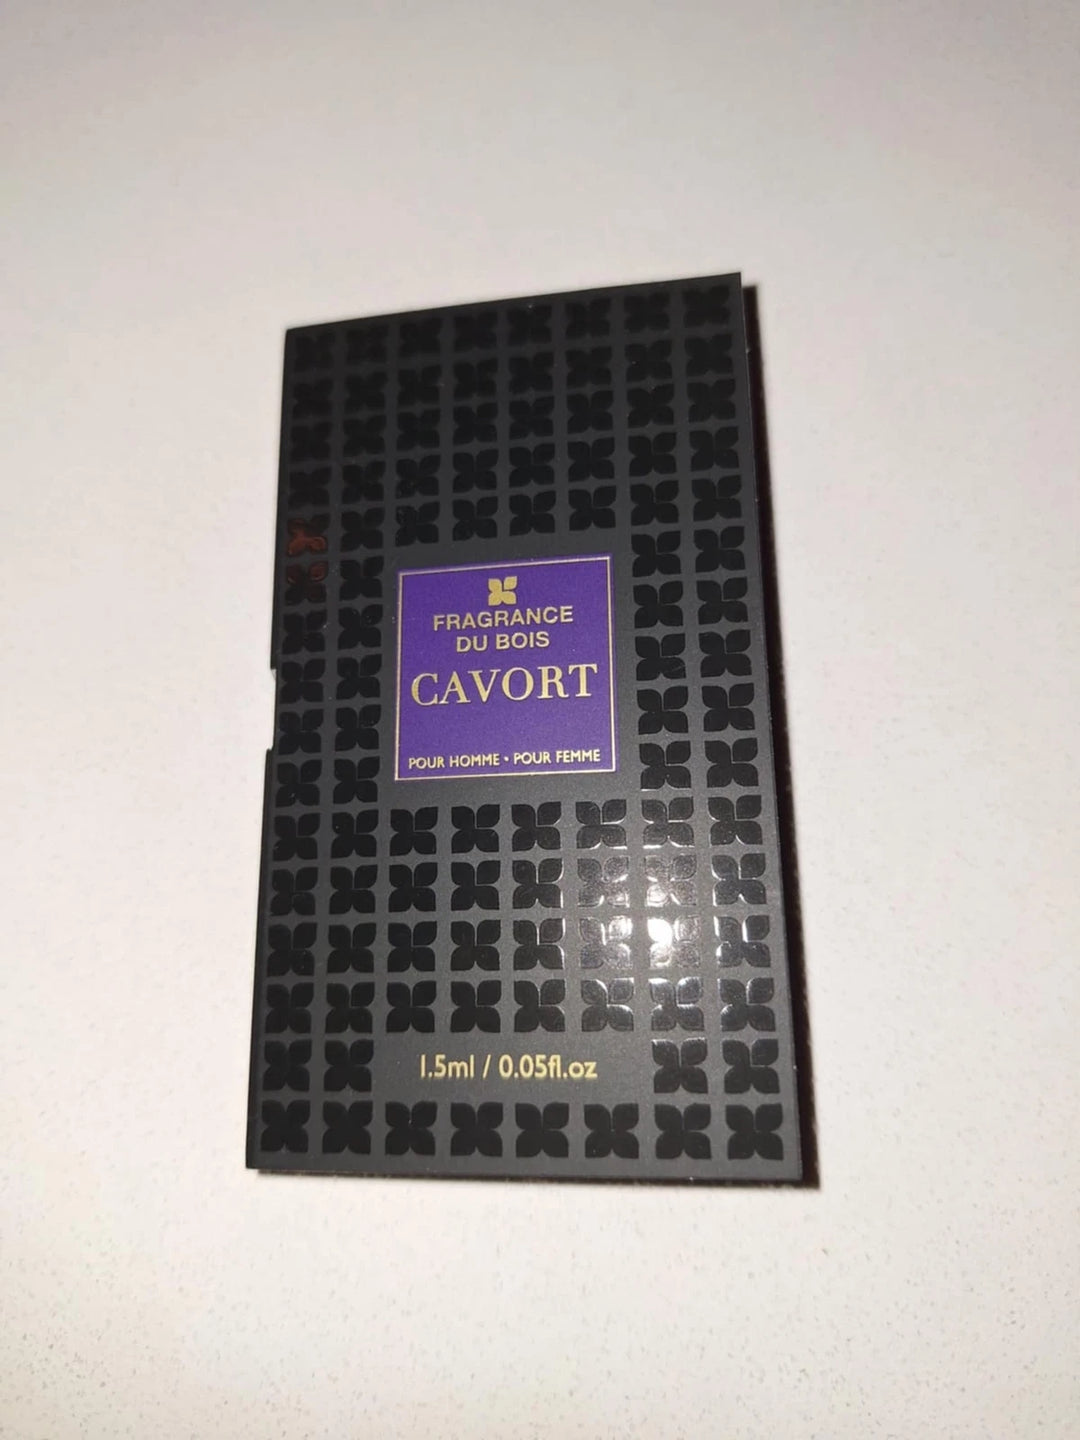 FRAGRANCE
DU BOIS
CAVORT
POUR HOMME • POUR FEMME
1.5ml / 0.05fl.oz